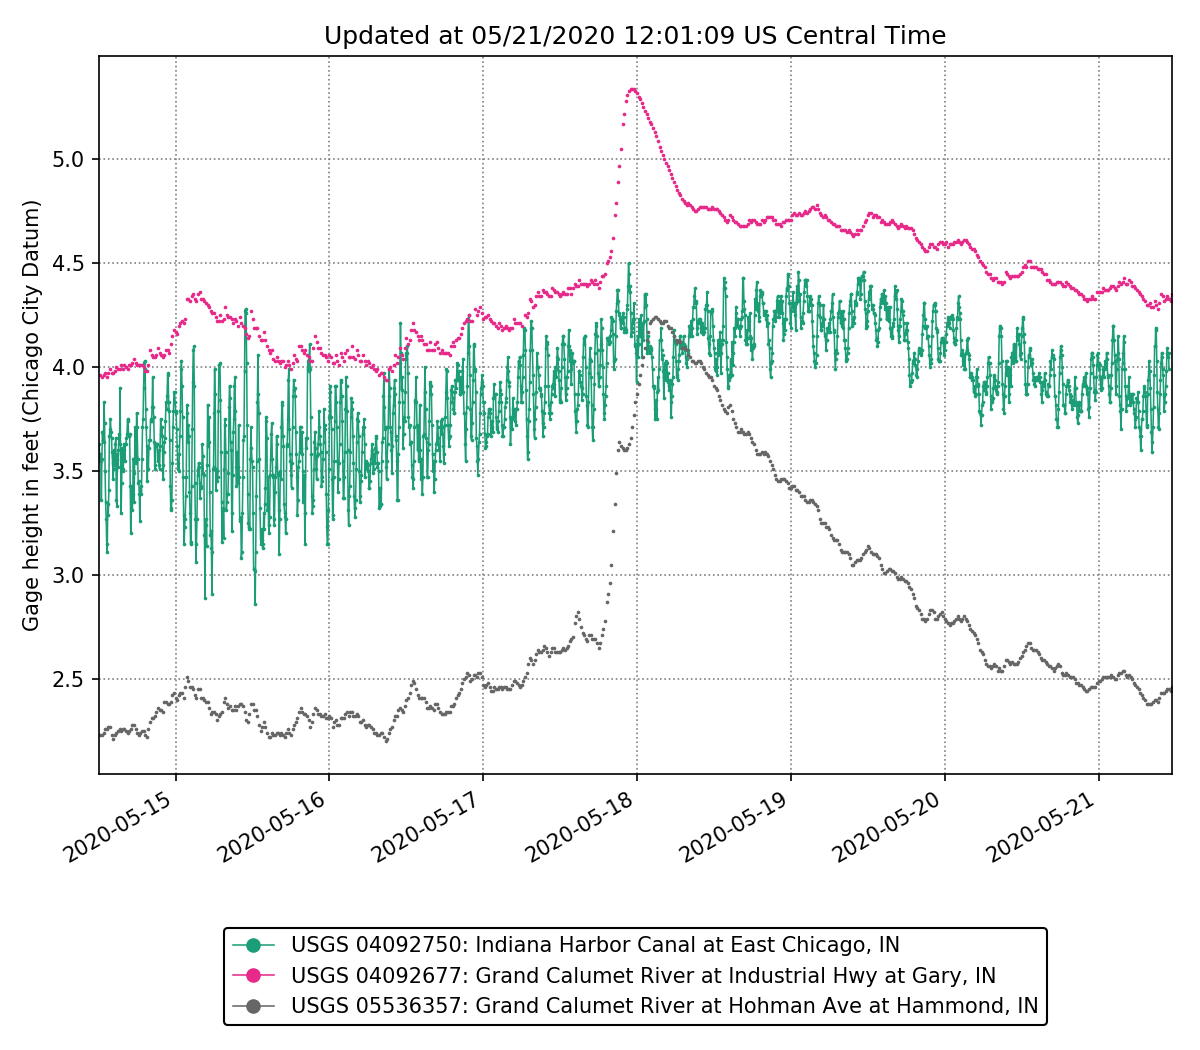 Updated at 05/21/2020 12:01:09 US Central Time
Gage height in feet (Chicago City Datum)
5.0
4.5
4.0
3.5
3.0
2.5
2020-05-15
2020-05-16
2020-05-17
2020-05-18
2020-05-19
2020-05-20
2020-05-21
USGS 04092750: Indiana Harbor Canal at East Chicago, IN
USGS 04092677: Grand Calumet River at Industrial Hwy at Gary, IN
USGS 05536357: Grand Calumet River at Hohman Ave at Hammond, IN